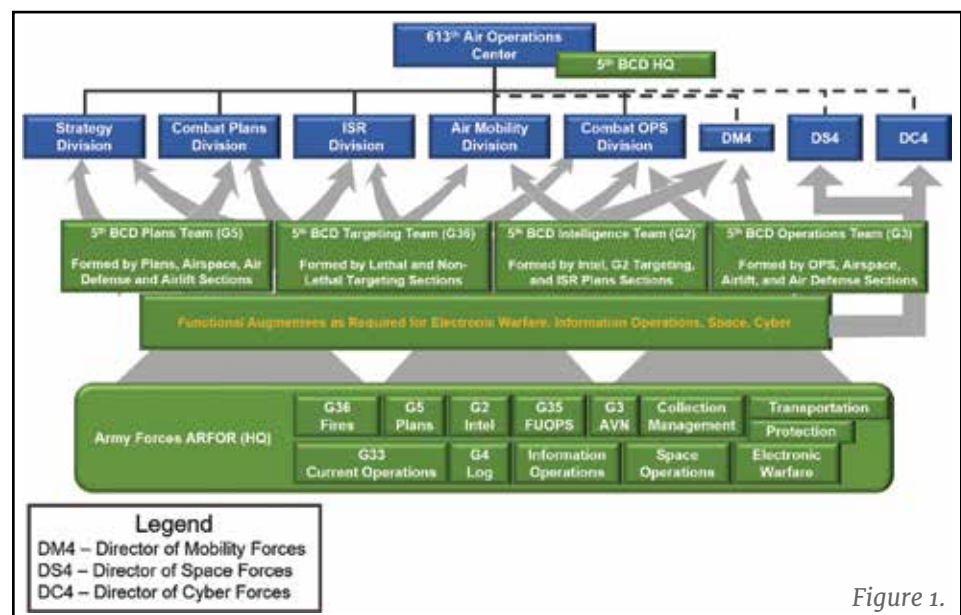 613th Air Operations
Center
5th BCD HQ
Strategy
Division
Combat Plans
Division
ISR
Division
Air Mobility
Division
Combat OPS
Division
DM4
DS4
DC4
5th BCD Plans Team (G5)
Formed by Plans, Airspace, Air
Defense and Airlift Sections
5th BCD Targeting Team (G36)
Formed by Lethal and Non-
Lethal Targeting Sections
5th BCD Intelligence Team (G2)
Formed by Intel, G2 Targeting,
and ISR Plans Sections
5th BCD Operations Team (G3)
Formed by OPS, Airspace,
Airlift, and Air Defense Sections
Functional Augmentees as Required for Electronic Warfare, Information Operations, Space, Cyber
Army Forces ARFOR (HQ)
G36
Fires
G5
Plans
G2
Intel
G35
FUOPS
G3
AVN
Collection
Management
Transportation
Protection
G33
Current Operations
G4
Log
Information
Operations
Space
Operations
Electronic
Warfare
Legend
DM4 – Director of Mobility Forces
DS4 – Director of Space Forces
DC4 – Director of Cyber Forces
Figure 1.